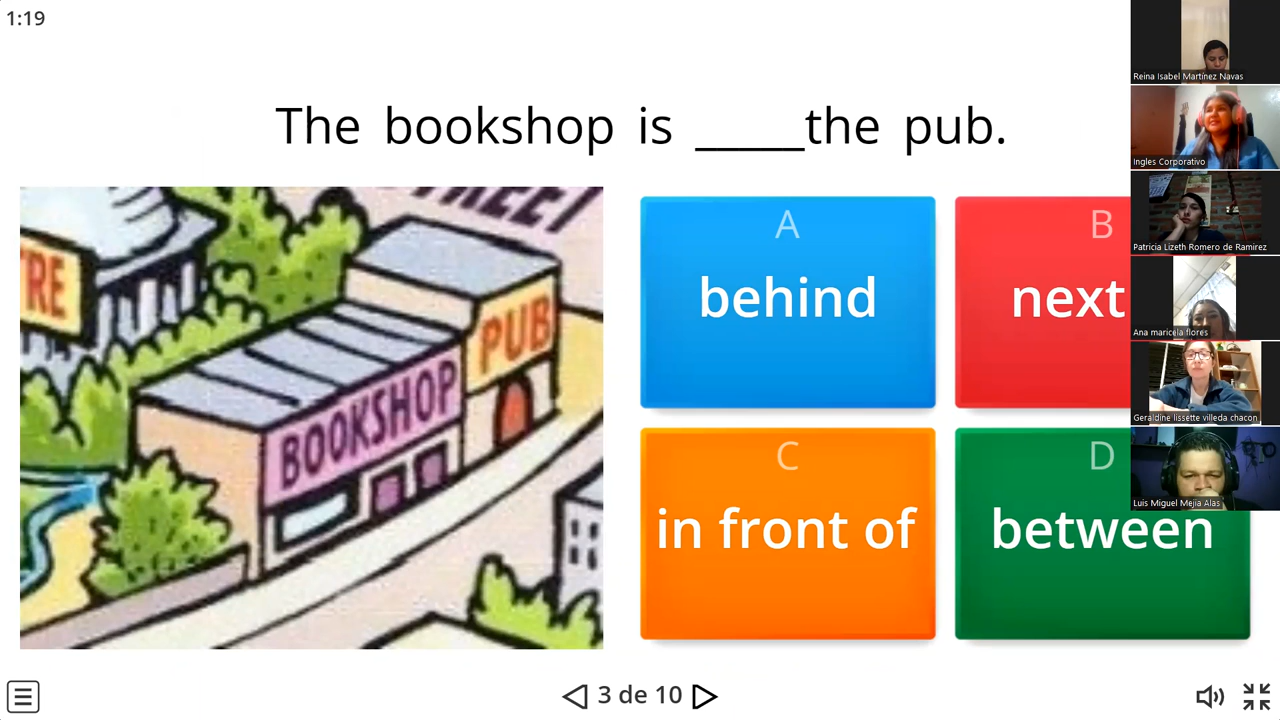 1:19
The bookshop is _____the pub.
TREET
RE
BOOKSHOP
PUB
A
behind
B
next
C
in front of
D
between
3 de 10
Reina Isabel Martínez Navas
Ingles Corporativo
Patricia Lizeth Romero de Ramirez
Ana maricela flores
Geraldine lissette villeda chacon
Luis Miguel Mejia Alas